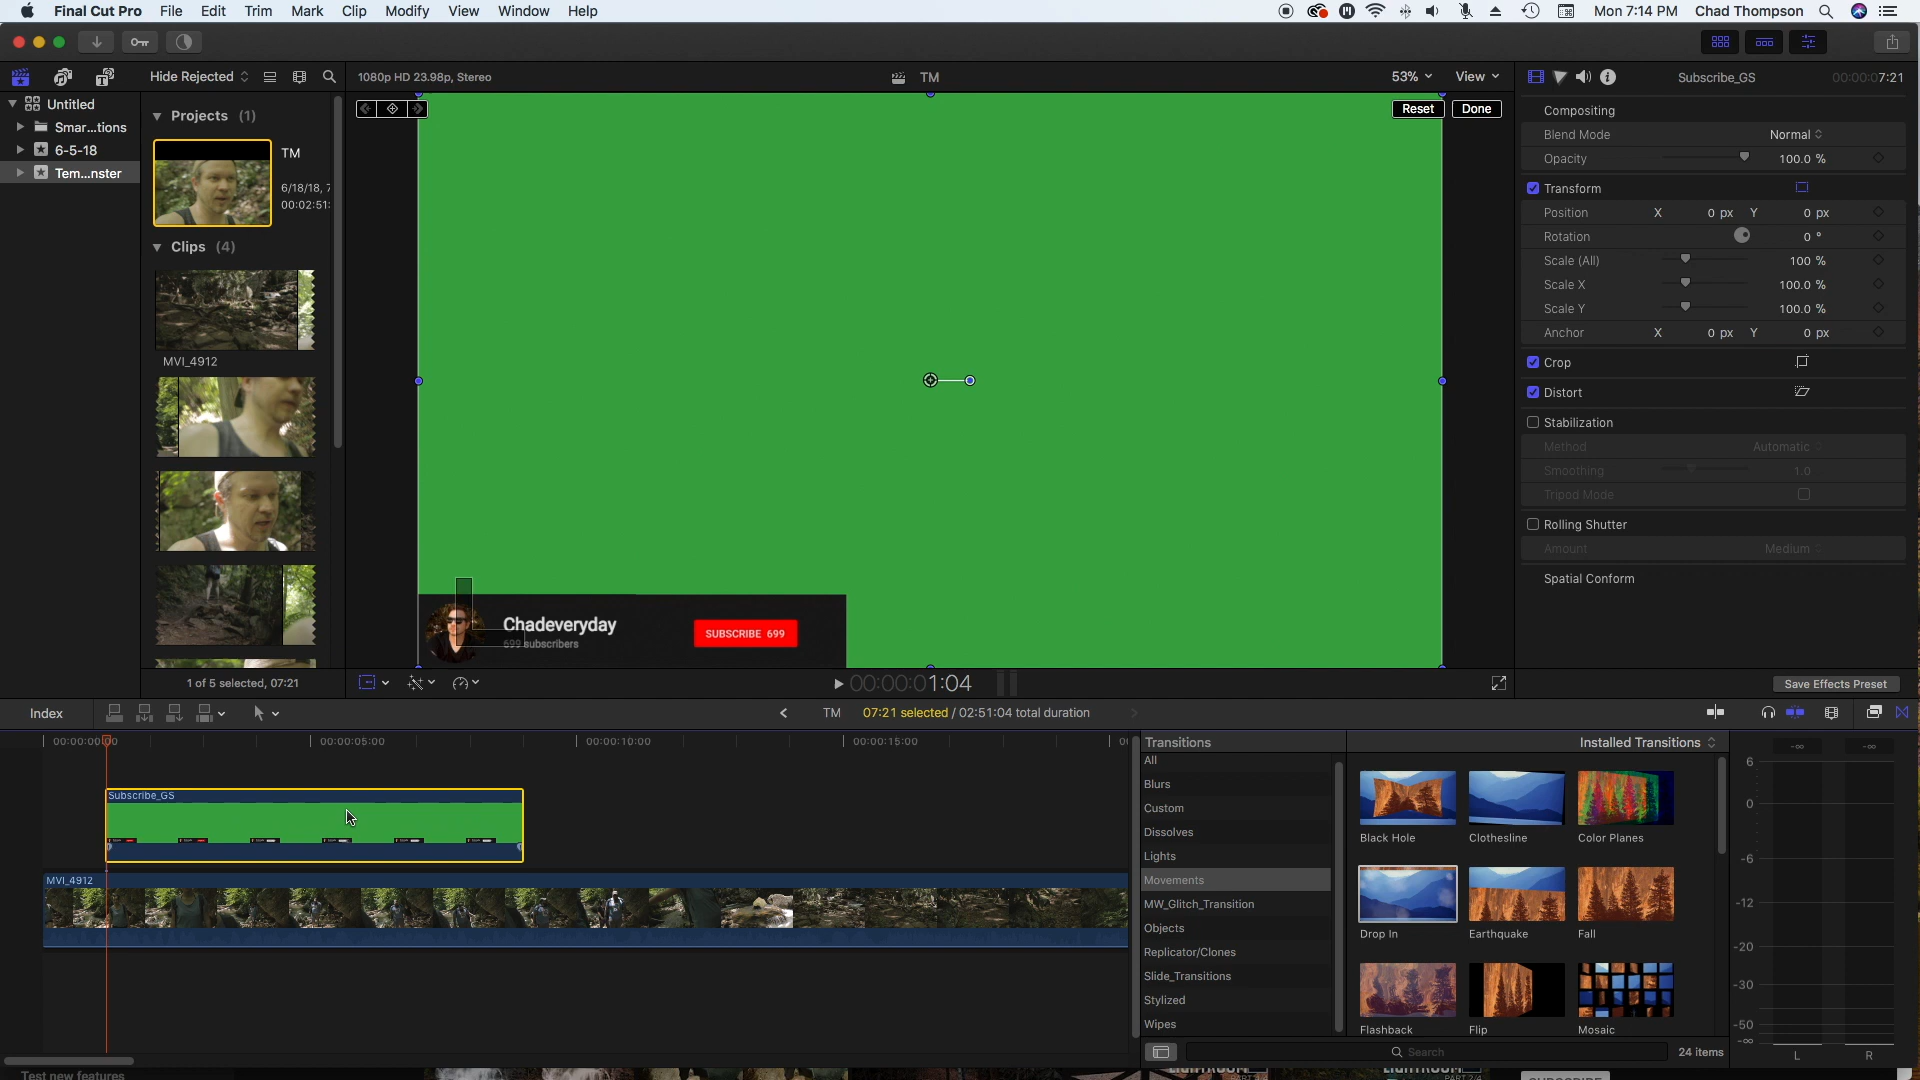 Final Cut Pro File Edit Trim Mark Clip Modify View Window Help
Mon 7:14 PM Chad Thompson
Hide Rejected
1080p HD 23.98p, Stereo
TM
53%
View
Subscribe_GS
00:00:07:21
Untitled
Smar...tions
6-5-18
Tem...nster
Projects (1)
TM
6/18/18, 7
00:02:51:
Clips (4)
MVI_4912
1 of 5 selected, 07:21
Reset
Done
Chadeveryday
699 subscribers
SUBSCRIBE 699
00:00:01:04
Compositing
Blend Mode Normal
Opacity 100.0 %
Transform
Position X 0 px Y 0 px
Rotation 0 °
Scale (All) 100 %
Scale X 100.0 %
Scale Y 100.0 %
Anchor X 0 px Y 0 px
Crop
Distort
Stabilization
Method Automatic
Smoothing 1.0
Tripod Mode
Rolling Shutter
Amount Medium
Spatial Conform
Save Effects Preset
Index
TM
07:21 selected / 02:51:04 total duration
00:00:00:00
00:00:05:00
00:00:10:00
00:00:15:00
Subscribe_GS
MVI_4912
Transitions
Installed Transitions
All
Blurs
Custom
Dissolves
Lights
Movements
MW_Glitch_Transition
Objects
Replicator/Clones
Slide_Transitions
Stylized
Wipes
Black Hole
Clothesline
Color Planes
Drop In
Earthquake
Fall
Flashback
Flip
Mosaic
Search
24 items
-∞ -∞
6
0
-6
-12
-20
-30
-50
-∞
L R
Test new features